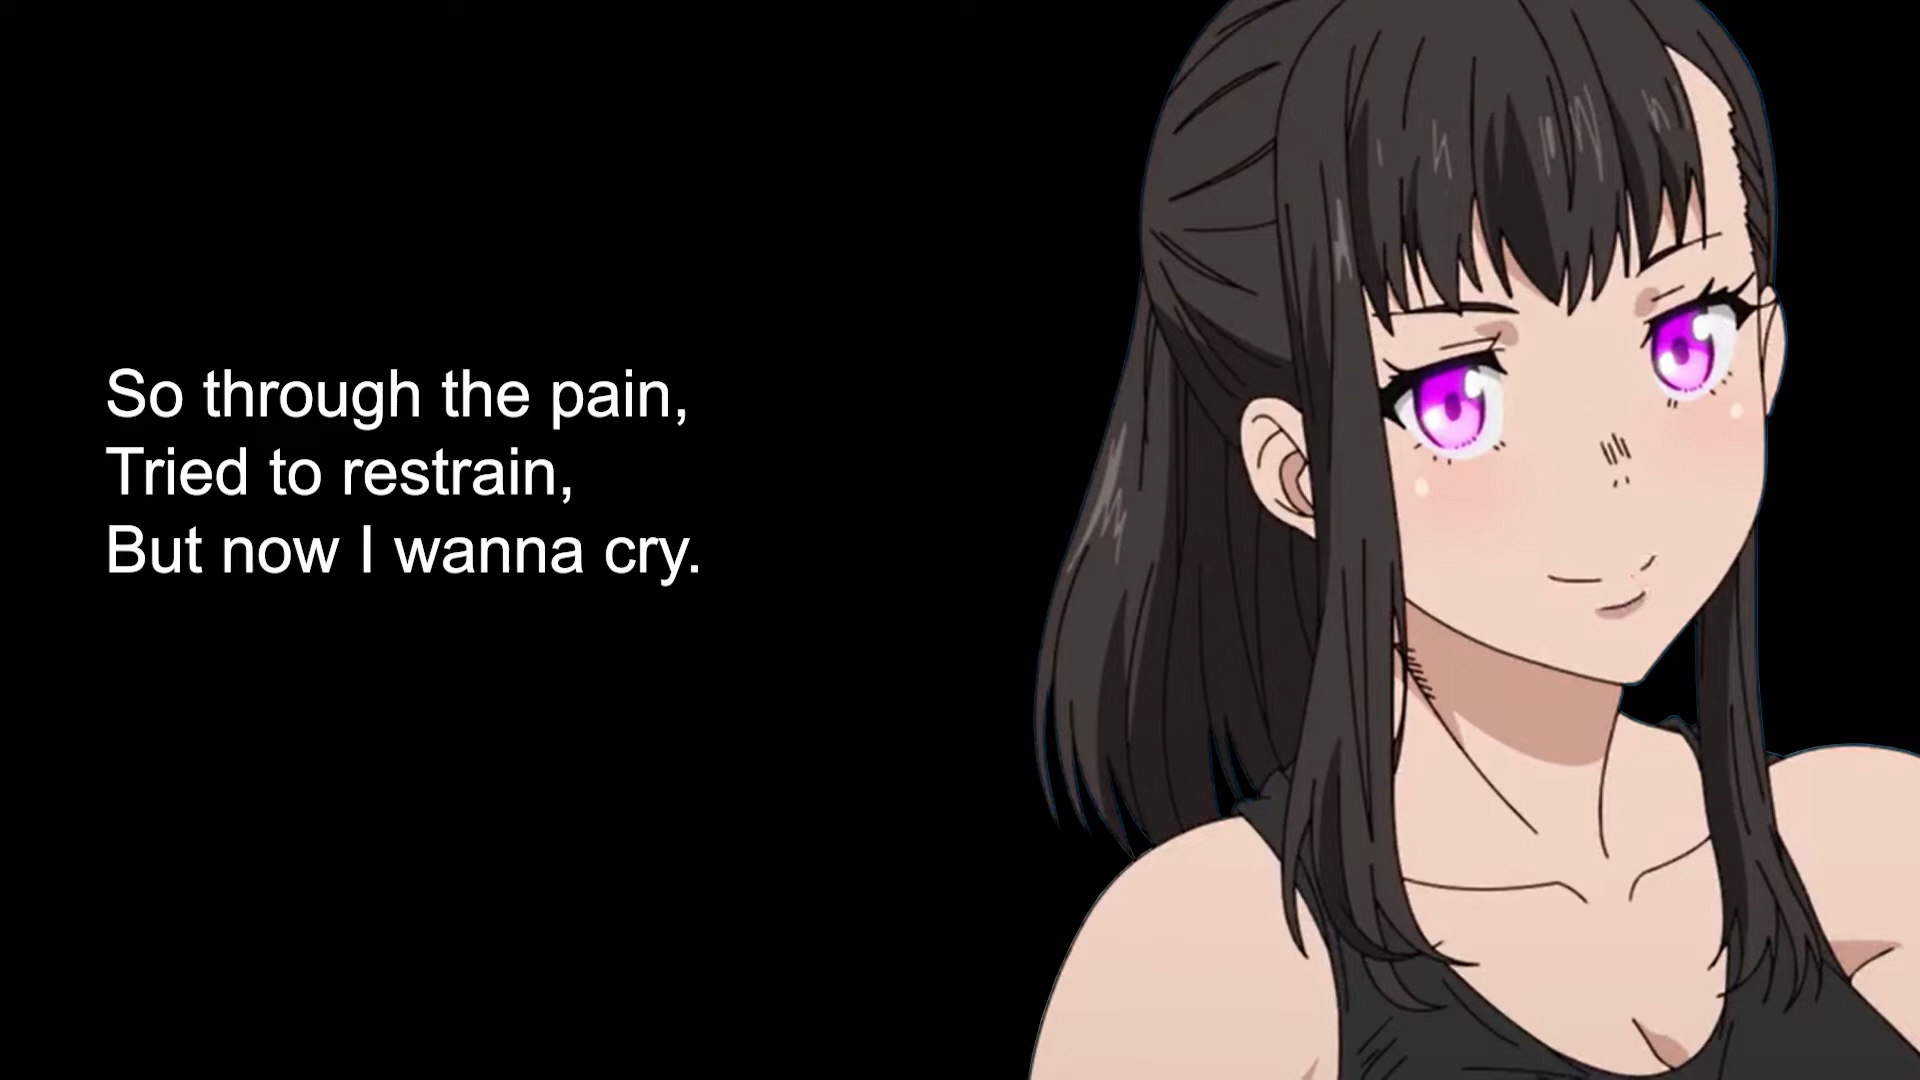 So through the pain,
Tried to restrain,
But now I wanna cry.